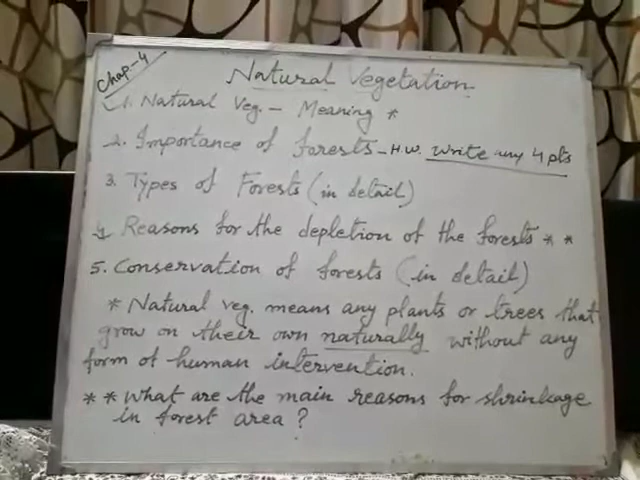 Chap-4
Natural Vegetation
1. Natural Veg. - Meaning *
2. Importance of forests - H.W. Write any 4 pts
3. Types of Forests (in detail)
4. Reasons for the depletion of the forests * *
5. Conservation of forests (in detail)
* Natural veg. means any plants or trees that
grow on their own naturally without any
form of human intervention.
* * What are the main reasons for shrinkage
in forest area?